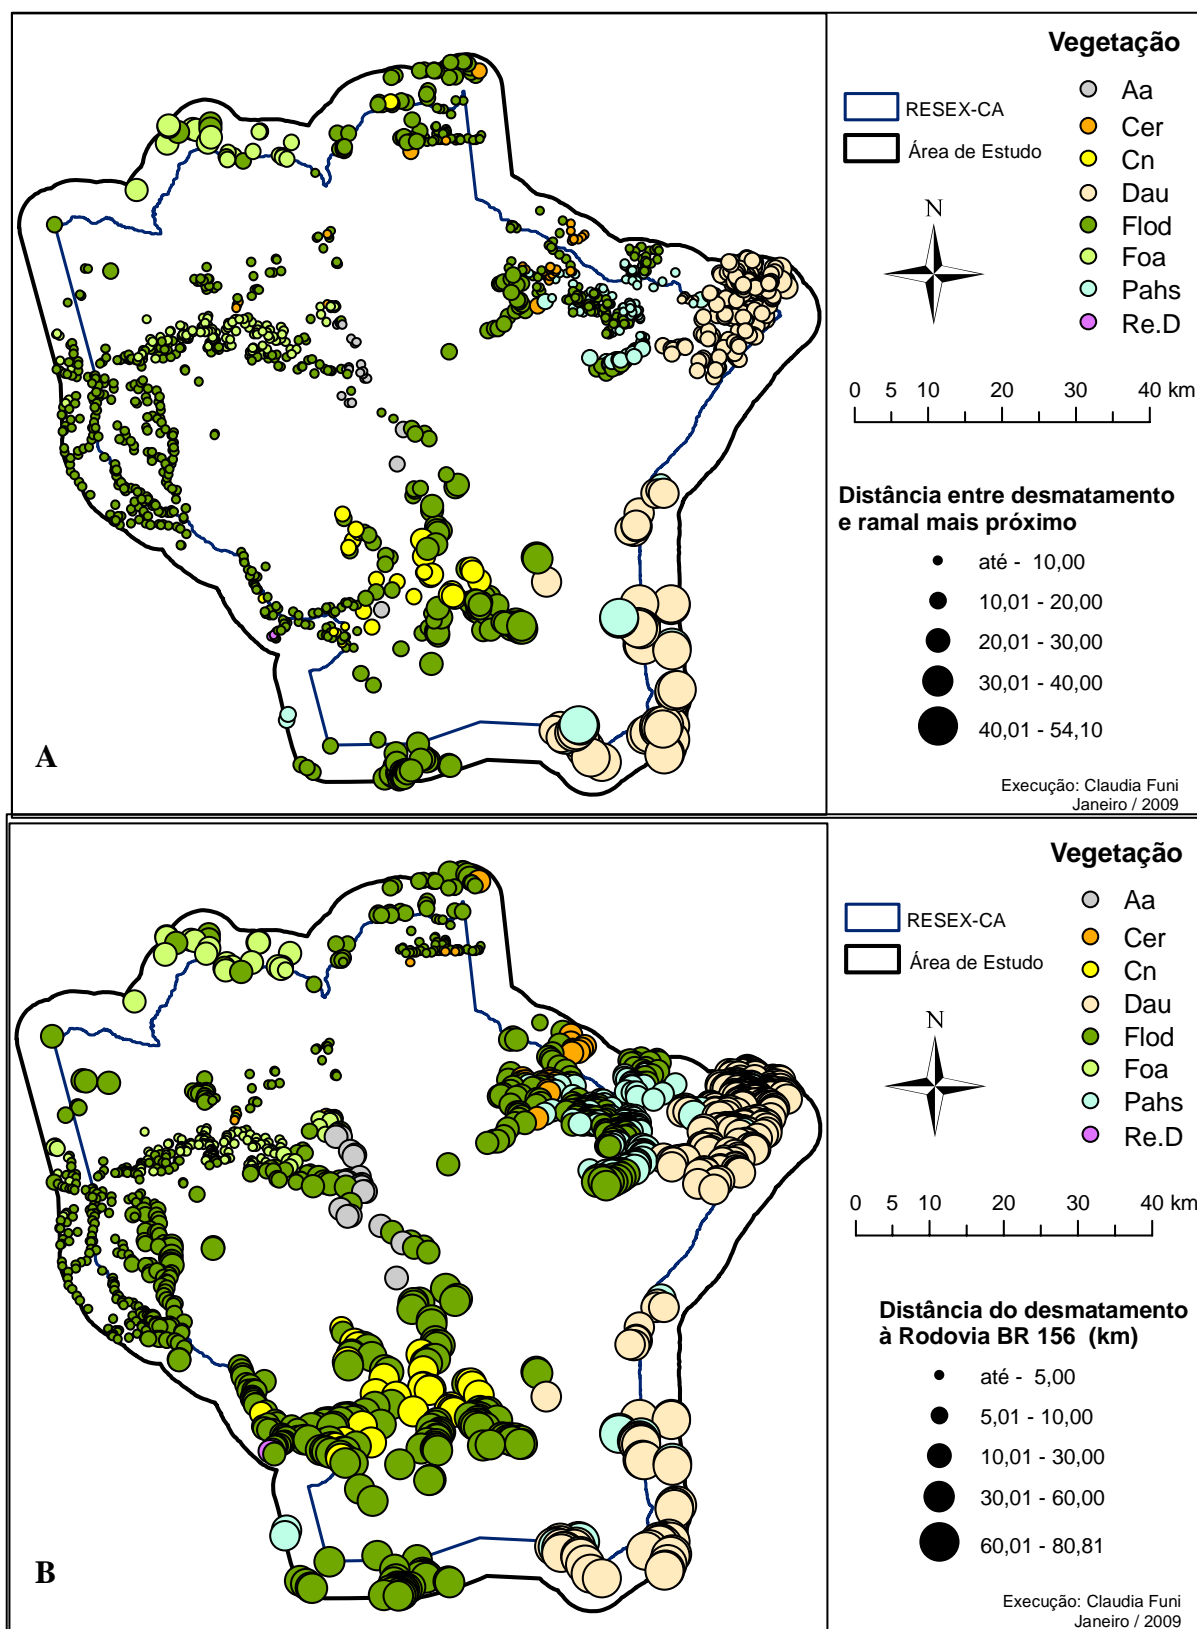 Vegetação
Aa
Cer
Cn
Dau
Flod
Foa
Pahs
Re.D
RESEX-CA
Área de Estudo
N
0 5 10 20 30 40 km
Distância entre desmatamento
e ramal mais próximo
até - 10,00
10,01 - 20,00
20,01 - 30,00
30,01 - 40,00
40,01 - 54,10
Execução: Claudia Funi
Janeiro / 2009
A
Vegetação
Aa
Cer
Cn
Dau
Flod
Foa
Pahs
Re.D
RESEX-CA
Área de Estudo
N
0 5 10 20 30 40 km
Distância do desmatamento
à Rodovia BR 156 (km)
até - 5,00
5,01 - 10,00
10,01 - 30,00
30,01 - 60,00
60,01 - 80,81
Execução: Claudia Funi
Janeiro / 2009
B